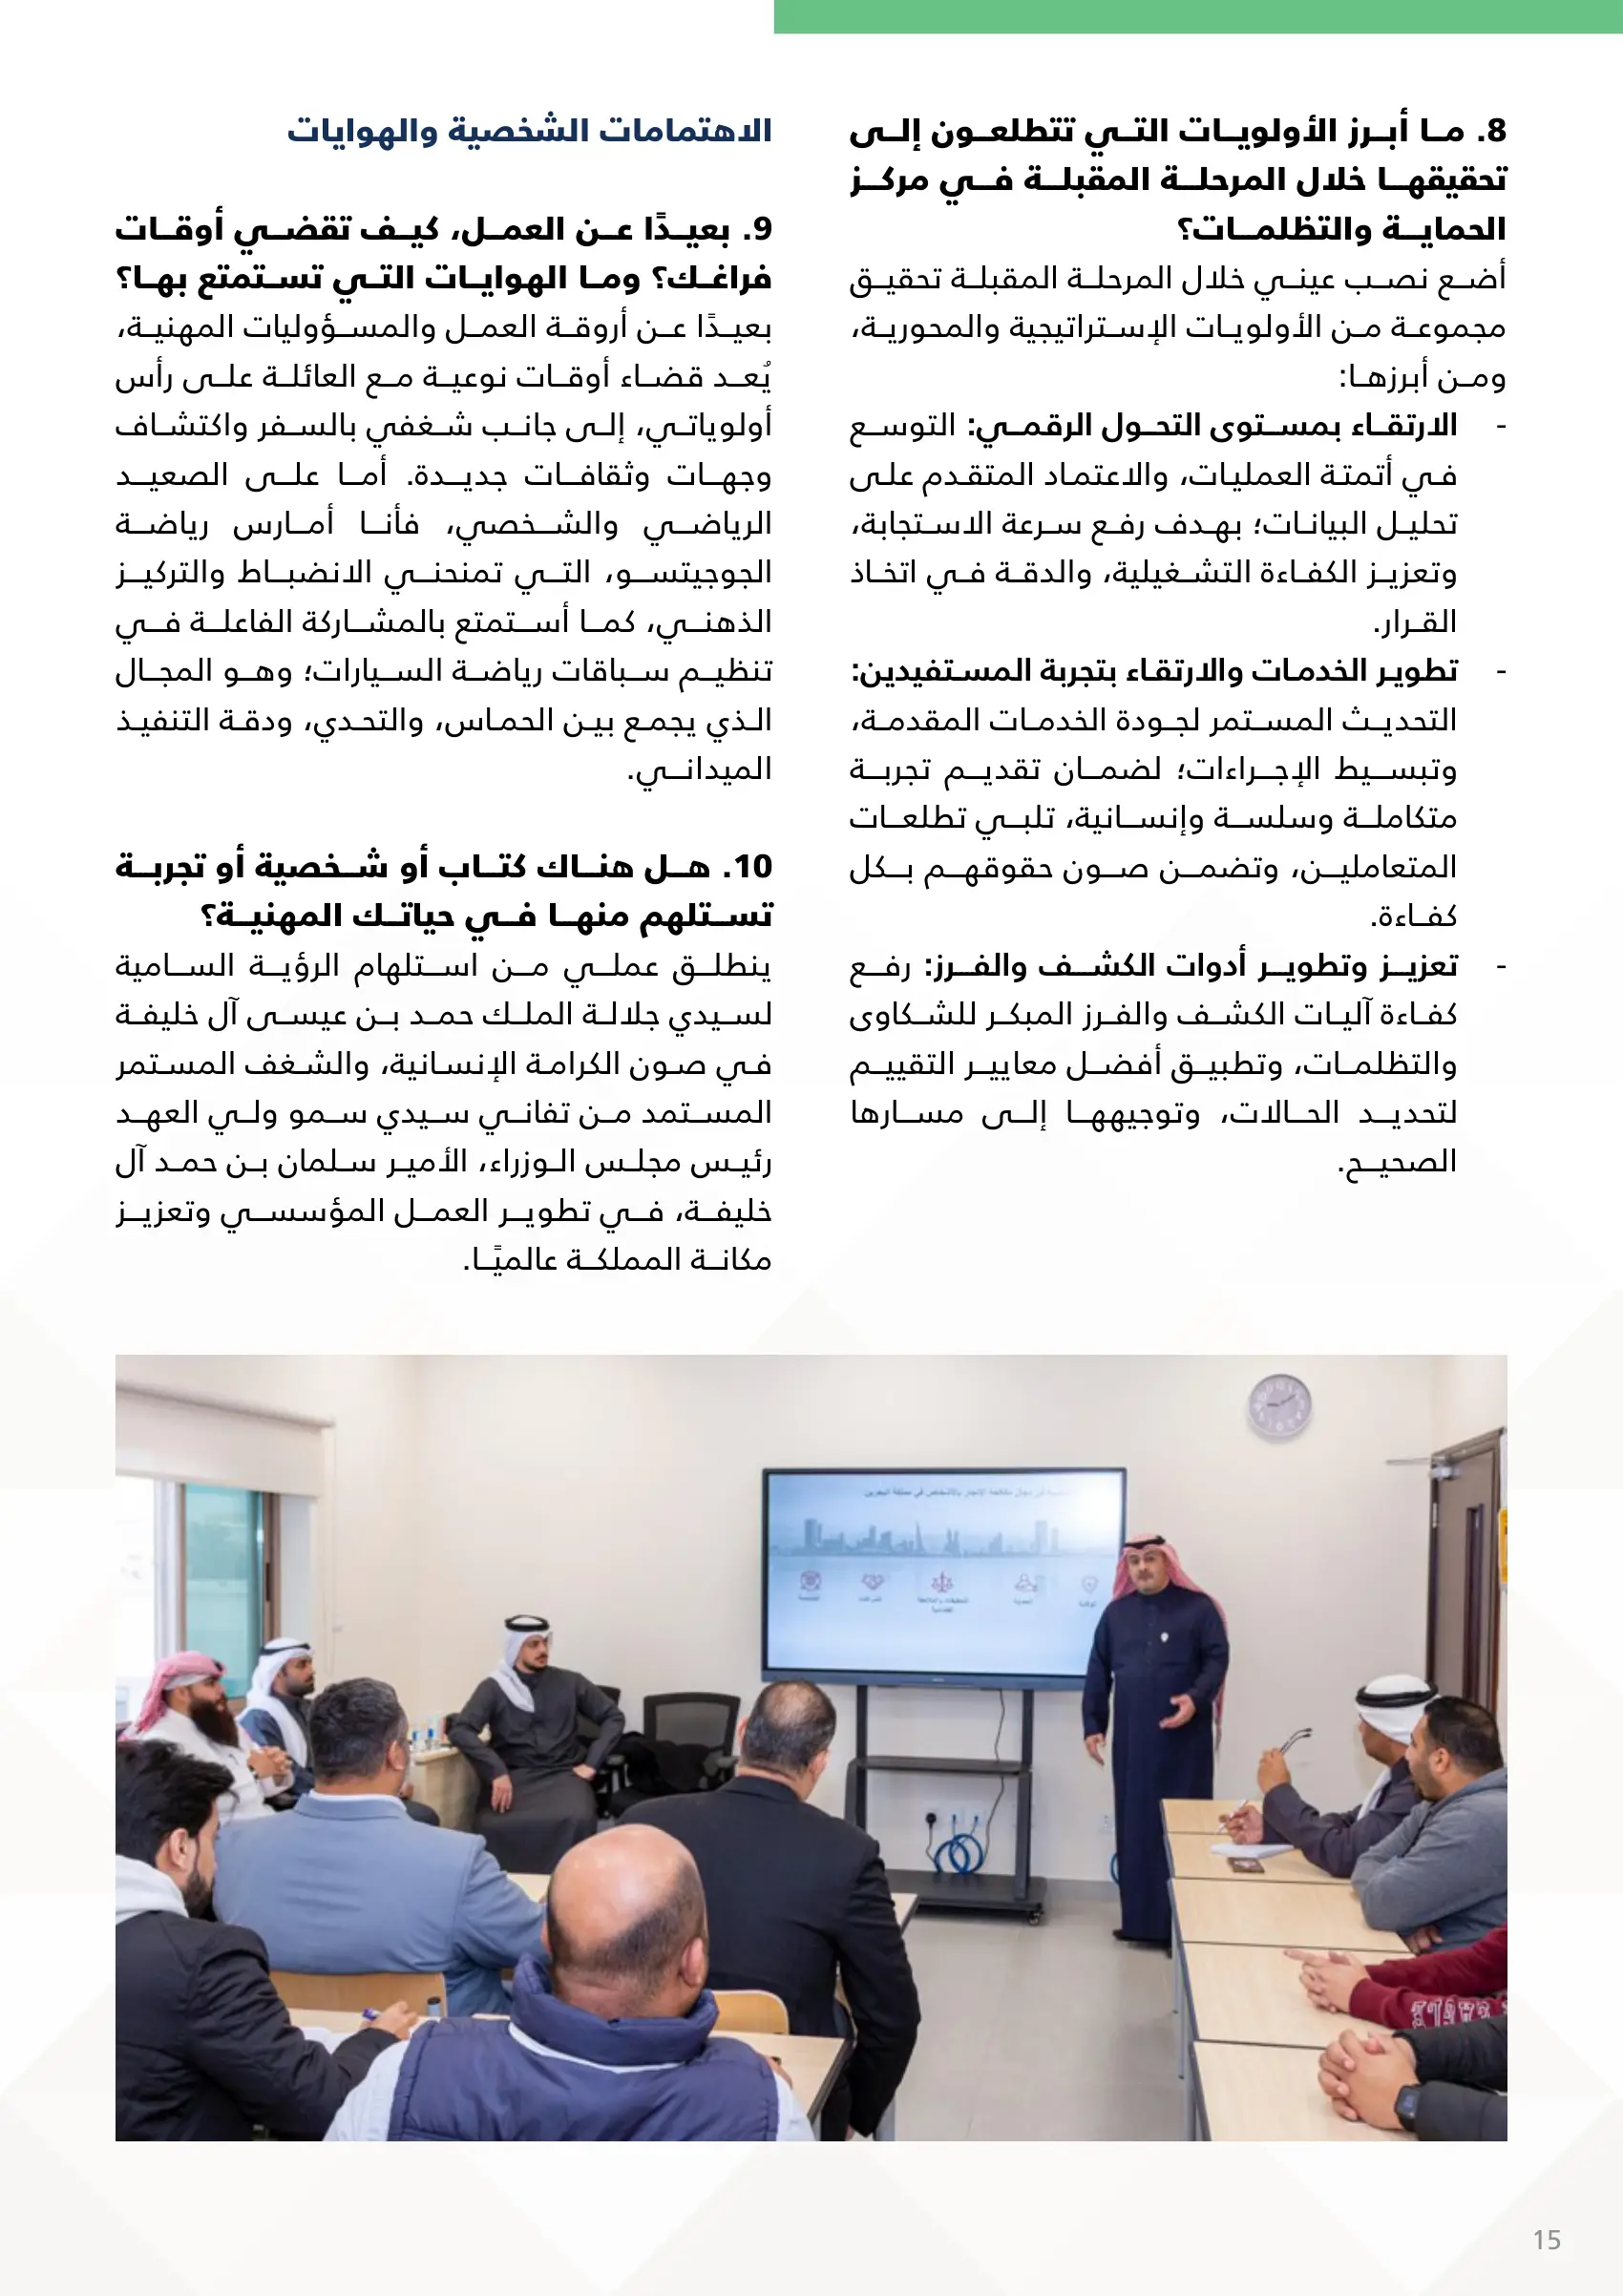 8. ما أبرز الأولويات التي تتطلعون إلى
تحقيقها خلال المرحلة المقبلة في مركز
الحماية والتظلمات؟
أضع نصب عيني خلال المرحلة المقبلة تحقيق
مجموعة من الأولويات الإستراتيجية والمحورية،
ومن أبرزها:
- الارتقاء بمستوى التحول الرقمي: التوسع
في أتمتة العمليات، والاعتماد المتقدم على
تحليل البيانات؛ بهدف رفع سرعة الاستجابة،
وتعزيز الكفاءة التشغيلية، والدقة في اتخاذ
القرار.
- تطوير الخدمات والارتقاء بتجربة المستفيدين:
التحديث المستمر لجودة الخدمات المقدمة،
وتبسيط الإجراءات؛ لضمان تقديم تجربة
متكاملة وسلسة وإنسانية، تلبي تطلعات
المتعاملين، وتضمن صون حقوقهم بكل
كفاءة.
- تعزيز وتطوير أدوات الكشف والفرز: رفع
كفاءة آليات الكشف والفرز المبكر للشكاوى
والتظلمات، وتطبيق أفضل معايير التقييم
لتحديد الحالات، وتوجيهها إلى مسارها
الصحيح.
الاهتمامات الشخصية والهوايات
9. بعيدًا عن العمل، كيف تقضي أوقات
فراغك؟ وما الهوايات التي تستمتع بها؟
بعيدًا عن أروقة العمل والمسؤوليات المهنية،
يُعد قضاء أوقات نوعية مع العائلة على رأس
أولوياتي، إلى جانب شغفي بالسفر واكتشاف
وجهات وثقافات جديدة. أما على الصعيد
الرياضي والشخصي، فأنا أمارس رياضة
الجوجيتسو، التي تمنحني الانضباط والتركيز
الذهني، كما أستمتع بالمشاركة الفاعلة في
تنظيم سباقات رياضة السيارات؛ وهو المجال
الذي يجمع بين الحماس، والتحدي، ودقة التنفيذ
الميداني.
10. هل هناك كتاب أو شخصية أو تجربة
تستلهم منها في حياتك المهنية؟
ينطلق عملي من استلهام الرؤية السامية
لسيدي جلالة الملك حمد بن عيسى آل خليفة
في صون الكرامة الإنسانية، والشغف المستمر
المستمد من تفاني سيدي سمو ولي العهد
رئيس مجلس الوزراء، الأمير سلمان بن حمد آل
خليفة، في تطوير العمل المؤسسي وتعزيز
مكانة المملكة عالميًا.
في مجال مكافحة الاتجار بالأشخاص في مملكة البحرين
15